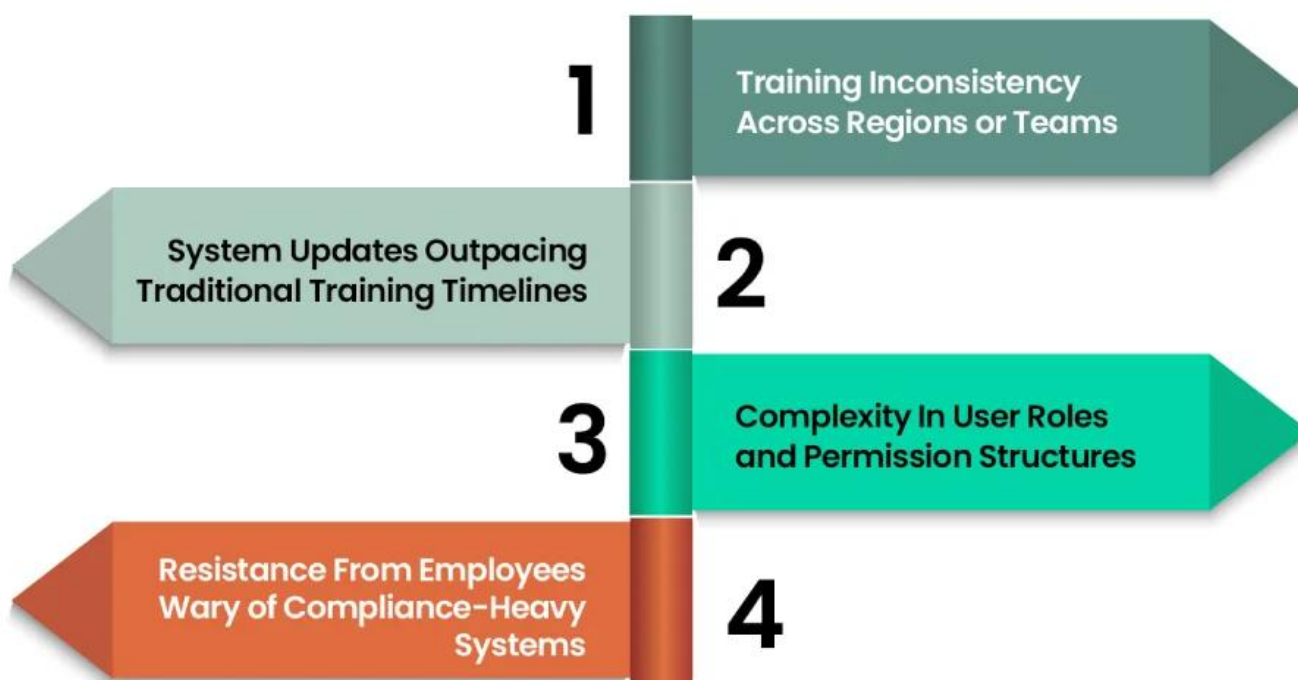 1
Training Inconsistency
Across Regions or Teams
System Updates Outpacing
Traditional Training Timelines
2
3
Complexity In User Roles
and Permission Structures
Resistance From Employees
Wary of Compliance-Heavy
Systems
4